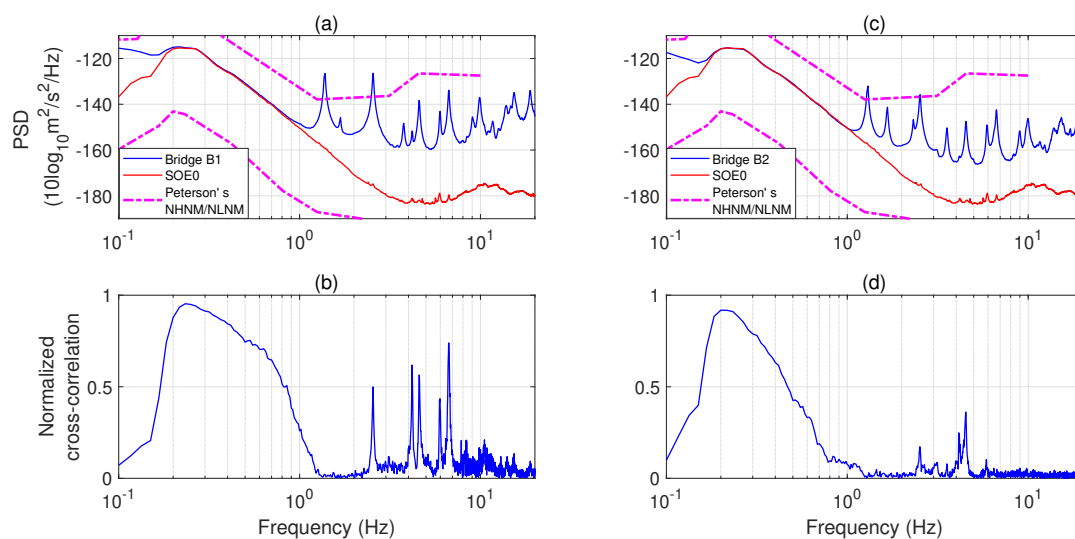 (a)
(c)
-120
-140
-160
-180
PSD
(10log10m²/s²/Hz)
Bridge B1
SOE0
Peterson' s
NHNM/NLNM
10-1
100
101
-120
-140
-160
-180
Bridge B2
SOE0
Peterson' s
NHNM/NLNM
10-1
100
101
(b)
(d)
1
0.5
0
Normalized
cross-correlation
10-1
100
101
Frequency (Hz)
1
0.5
0
10-1
100
101
Frequency (Hz)